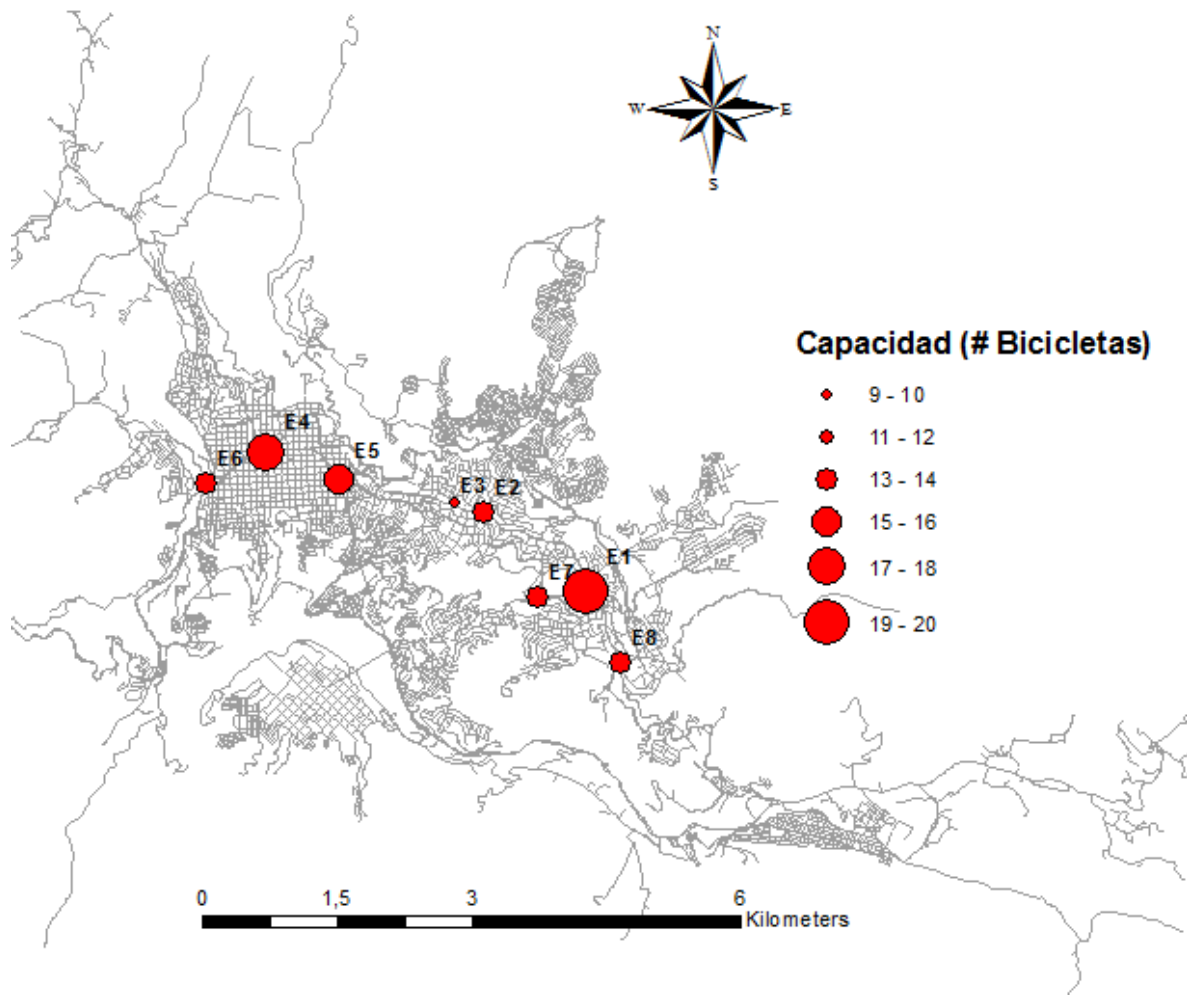 N
W E
S
Capacidad (# Bicicletas)
9 - 10
11 - 12
13 - 14
15 - 16
17 - 18
19 - 20
E4
E6
E5
E3 E2
E1
E7
E8
0 1,5 3 6
Kilometers